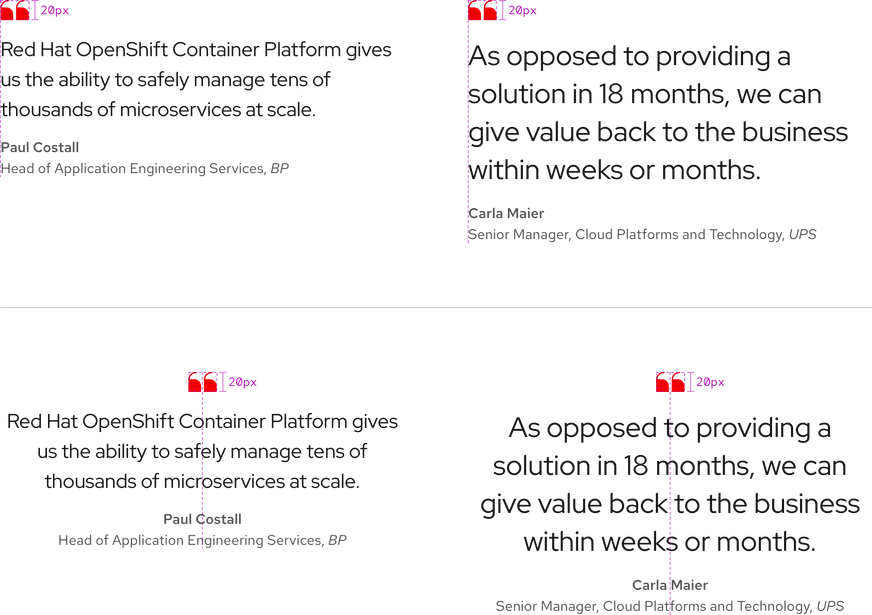 20px
Red Hat OpenShift Container Platform gives
us the ability to safely manage tens of
thousands of microservices at scale.
Paul Costall
Head of Application Engineering Services, BP
20px
As opposed to providing a
solution in 18 months, we can
give value back to the business
within weeks or months.
Carla Maier
Senior Manager, Cloud Platforms and Technology, UPS
20px
Red Hat OpenShift Container Platform gives
us the ability to safely manage tens of
thousands of microservices at scale.
Paul Costall
Head of Application Engineering Services, BP
20px
As opposed to providing a
solution in 18 months, we can
give value back to the business
within weeks or months.
Carla Maier
Senior Manager, Cloud Platforms and Technology, UPS